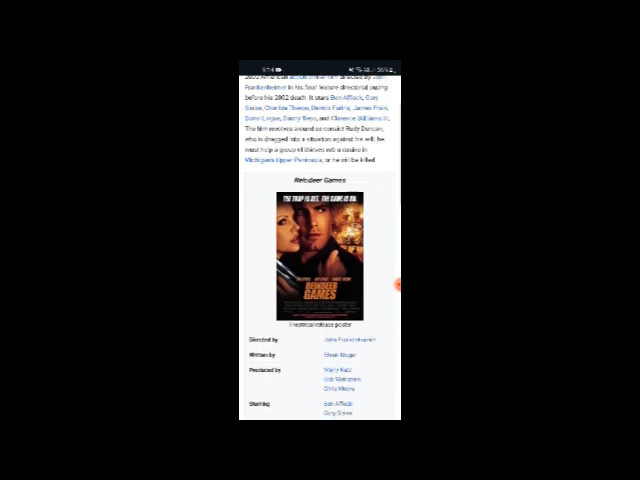 2000 American action thriller film directed by John
Frankenheimer in his final feature directorial outing
before his 2002 death. It stars Ben Affleck, Gary
Sinise, Charlize Theron, Dennis Farina, James Frain,
Donal Logue, Danny Trejo, and Clarence Williams III.
The film revolves around ex-convict Rudy Duncan,
who is dragged into a situation against his will; he
must help a group of thieves rob a casino in
Michigan's Upper Peninsula, or he will be killed.
Reindeer Games
THE TRAP IS SET. THE GAME IS ON.
REINDEER
GAMES
Theatrical release poster
Directed by John Frankenheimer
Written by Ehren Kruger
Produced by Marty Katz
Bob Weinstein
Chris Moore
Starring Ben Affleck
Gary Sinise